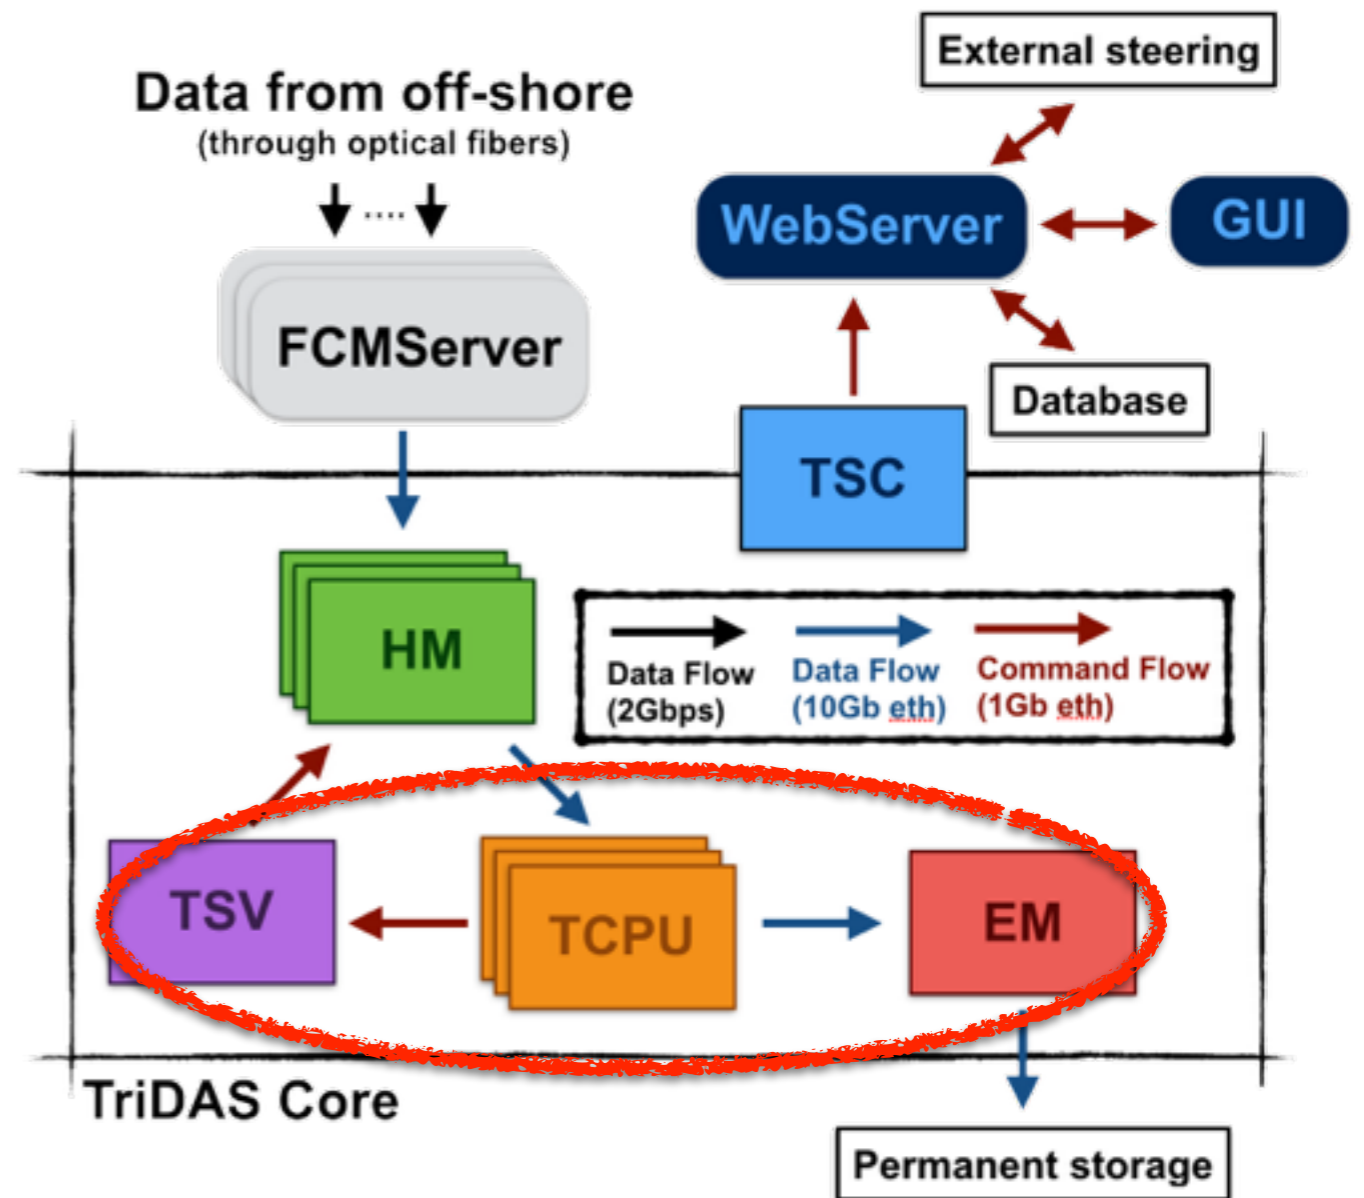 External steering
Data from off-shore
(through optical fibers)
....
WebServer
GUI
FCMServer
Database
TSC
HM
Data Flow
(2Gbps)
Data Flow
(10Gb eth)
Command Flow
(1Gb eth)
TSV
TCPU
EM
TriDAS Core
Permanent storage